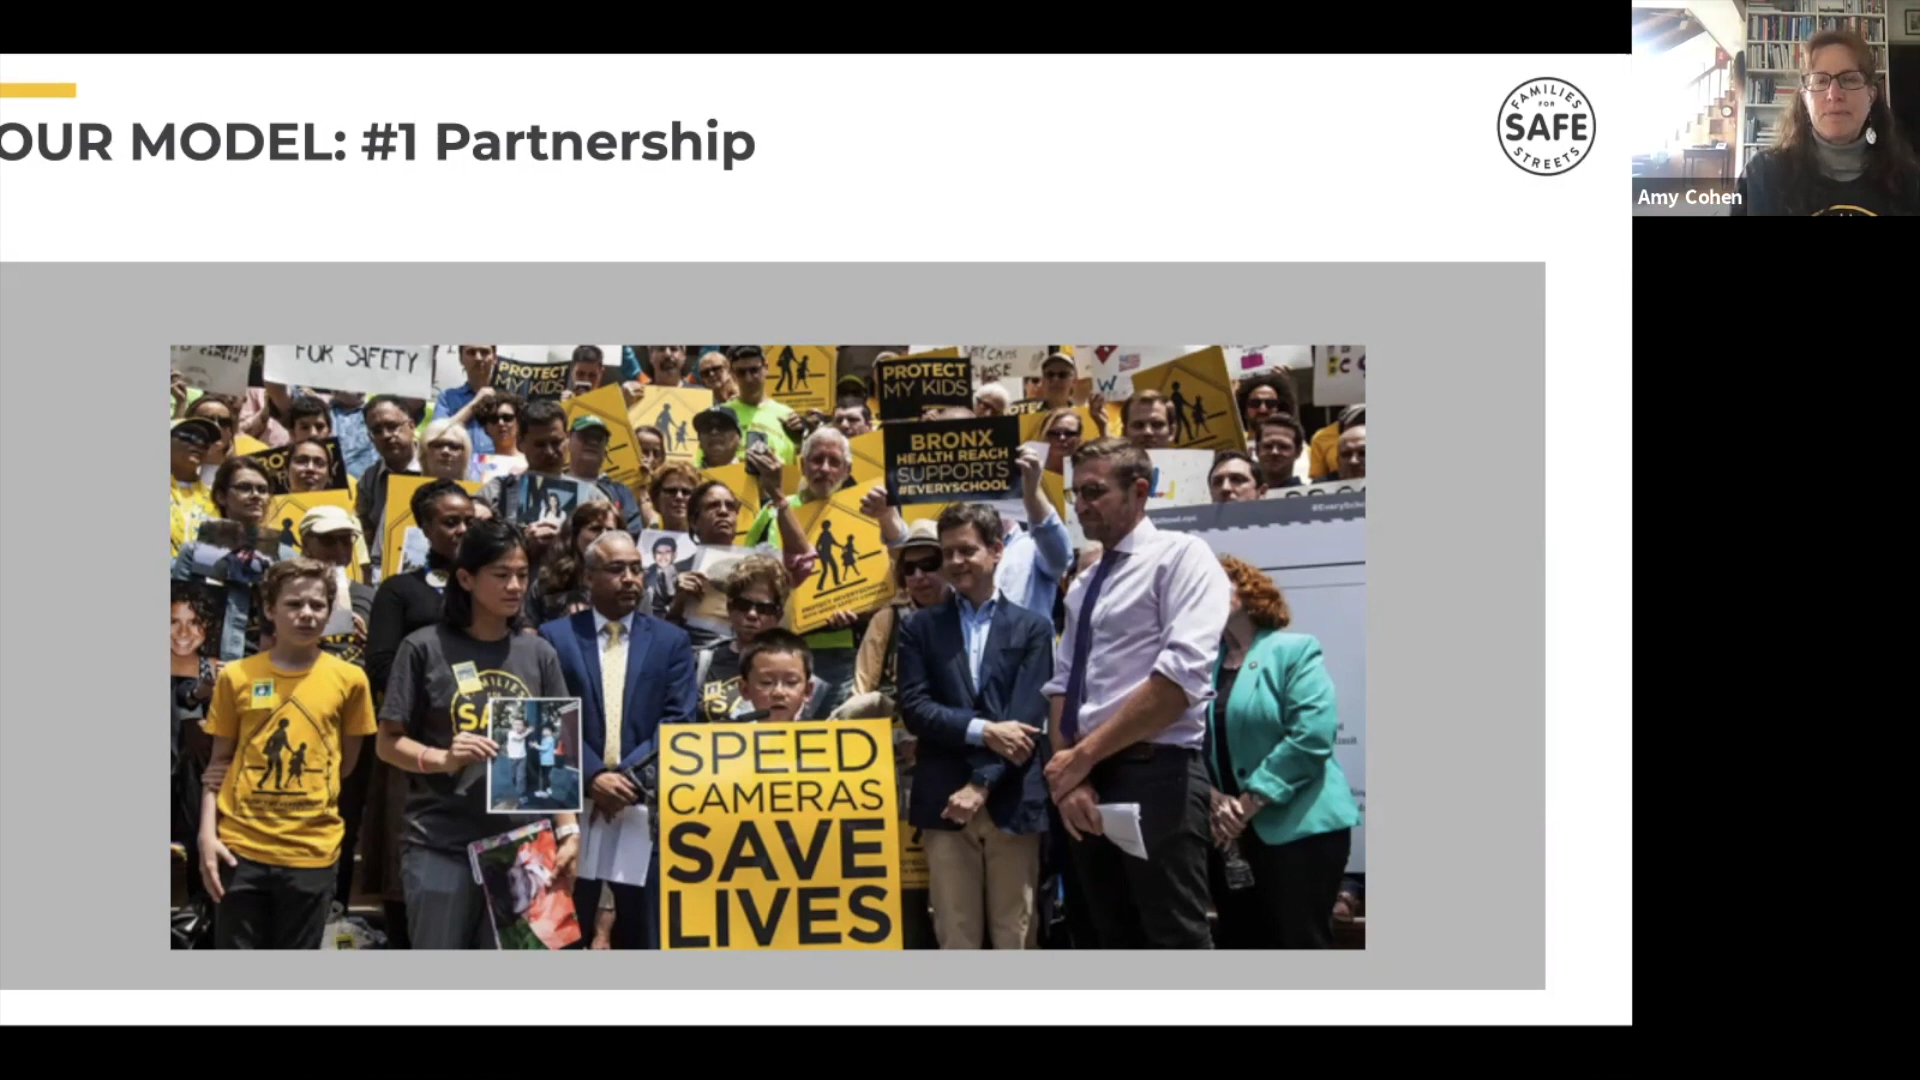 OUR MODEL: #1 Partnership
FAMILIES
FOR
SAFE
STREETS
Amy Cohen
FOR SAFETY
PROTECT
MY KIDS
PROTECT
MY KIDS
BRONX
HEALTH REACH
SUPPORTS
#EVERYSCHOOL
SPEED
CAMERAS
SAVE
LIVES